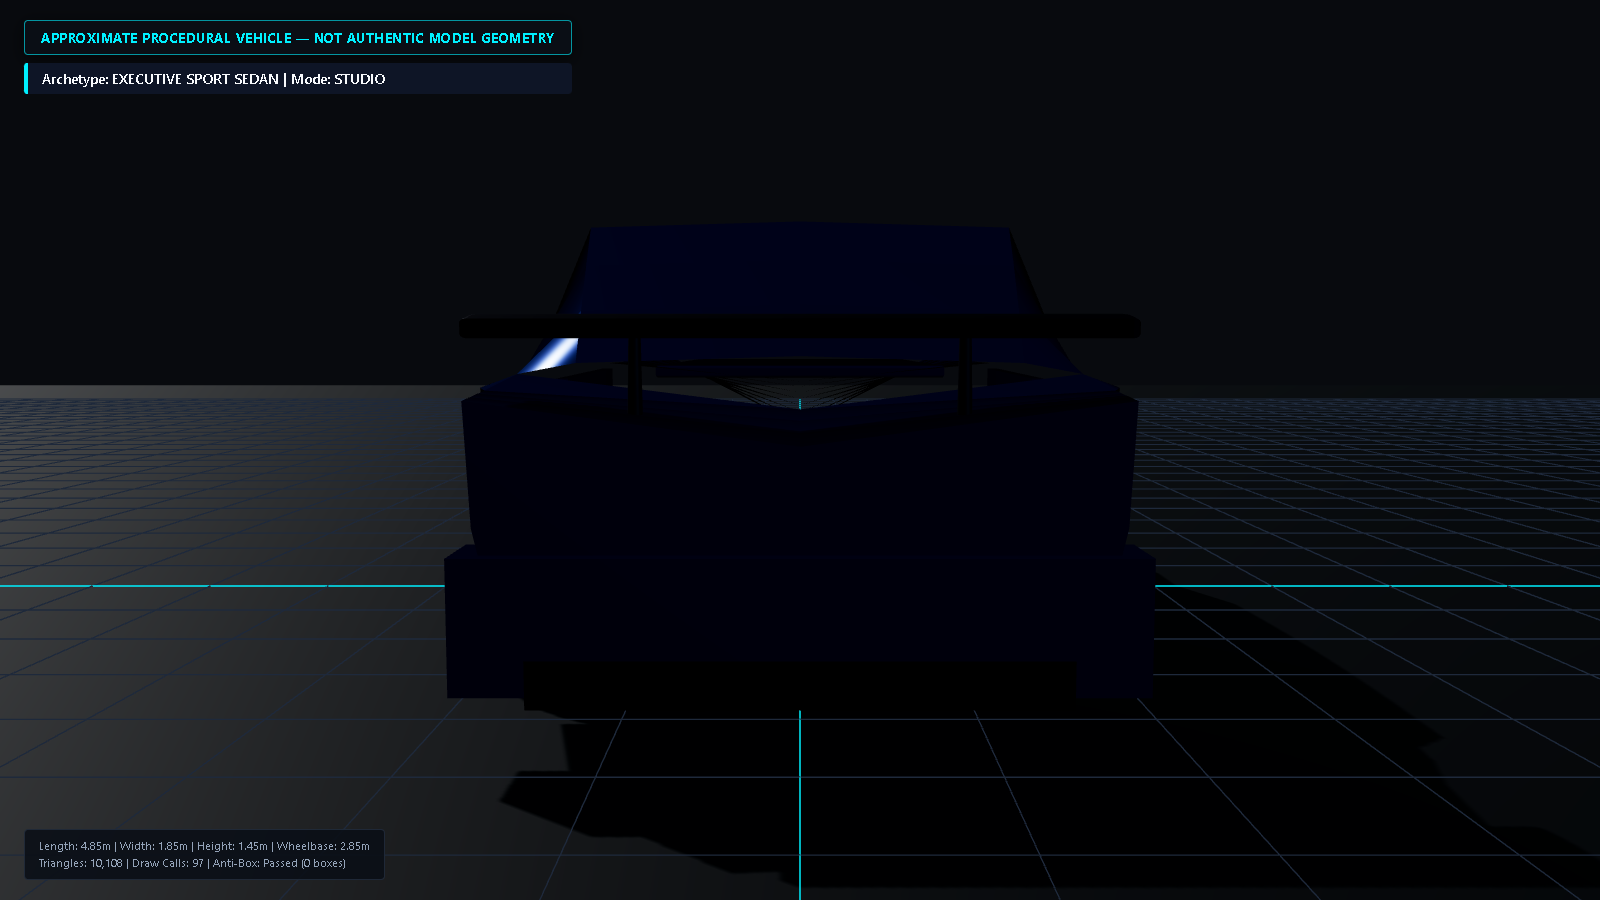 APPROXIMATE PROCEDURAL VEHICLE — NOT AUTHENTIC MODEL GEOMETRY
Archetype: EXECUTIVE SPORT SEDAN | Mode: STUDIO
Length: 4.85m | Width: 1.85m | Height: 1.45m | Wheelbase: 2.85m
Triangles: 10,108 | Draw Calls: 97 | Anti-Box: Passed (0 boxes)